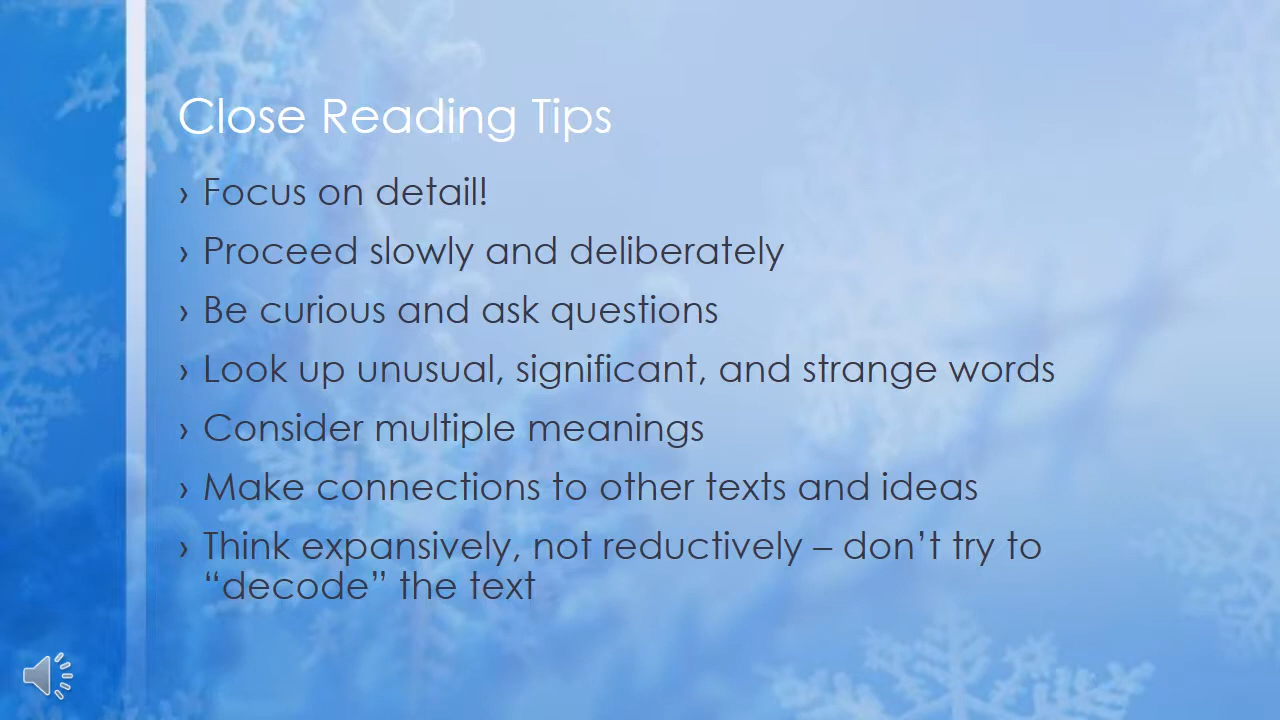 Close Reading Tips
› Focus on detail!
› Proceed slowly and deliberately
› Be curious and ask questions
› Look up unusual, significant, and strange words
› Consider multiple meanings
› Make connections to other texts and ideas
› Think expansively, not reductively – don’t try to
“decode” the text